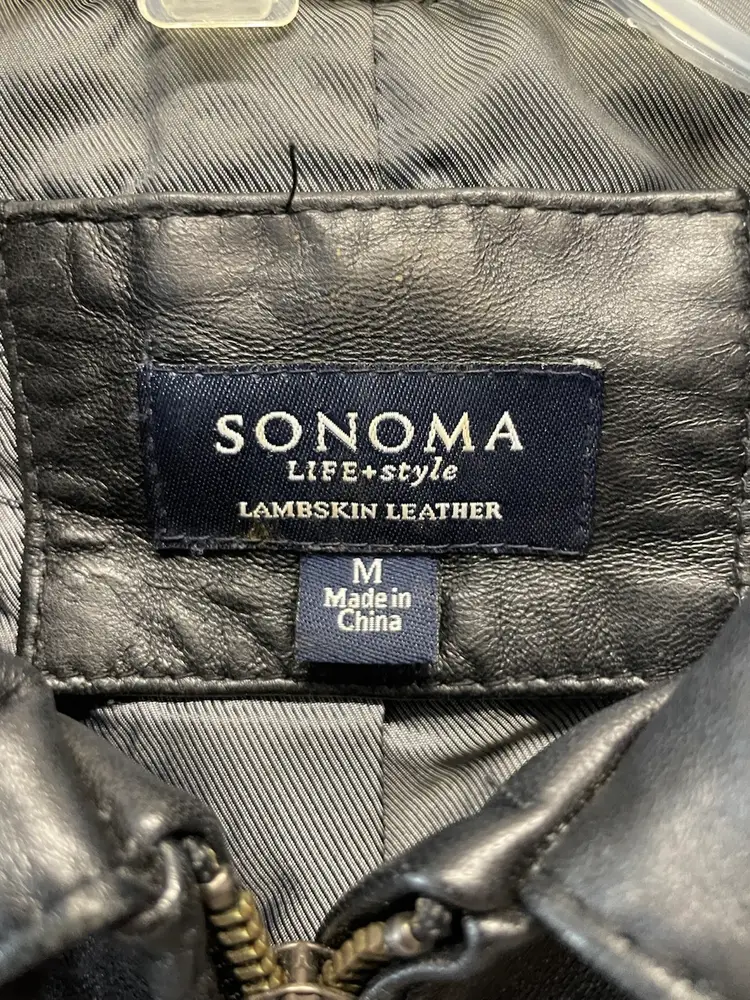 SONOMA
LIFE+style
LAMBSKIN LEATHER
M
Made in
China